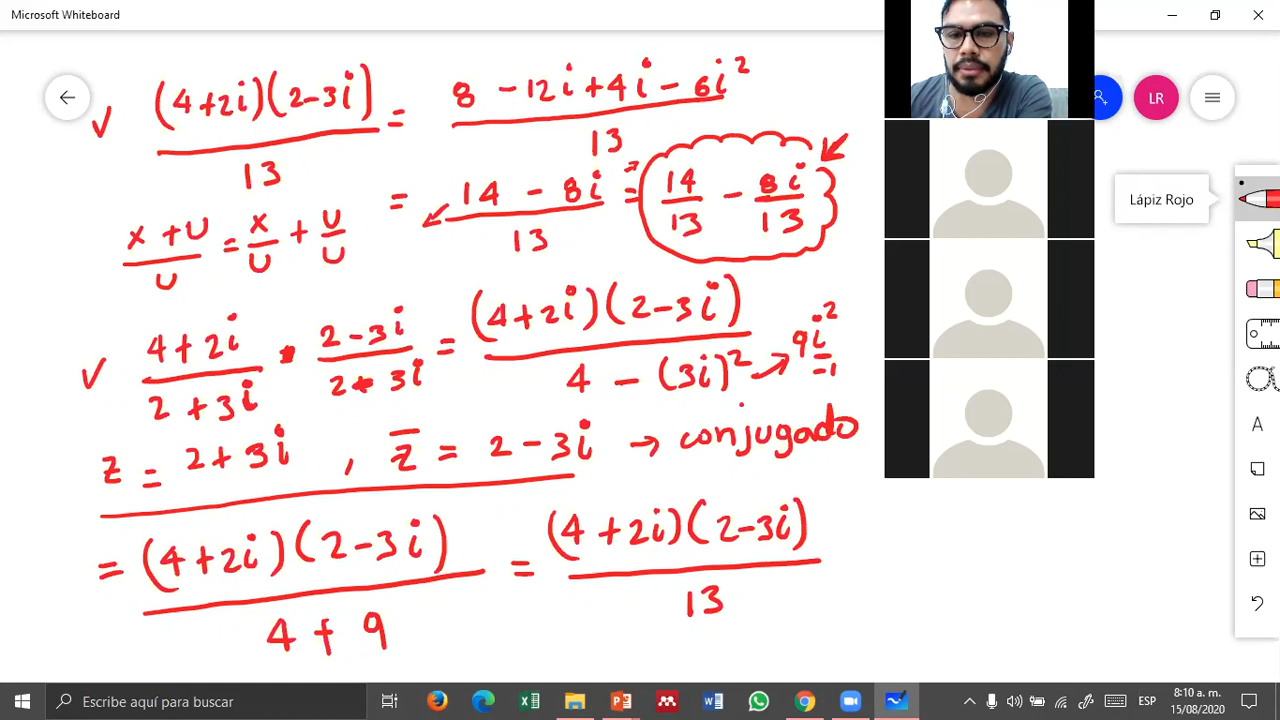 Microsoft Whiteboard
√ (4+2i)(2-3i)/13 = 8 - 12i + 4i - 6i²/13
= 14 - 8i/13 = 14/13 - 8i/13
x + u/u = x/u + u/u
√ 4 + 2i/2 + 3i • 2-3i/2 - 3i = (4+2i)(2-3i)/4 - (3i)² → 9i² -1
z = 2+3i , z̅ = 2-3i → conjugado
= (4+2i)(2-3i)/4 + 9 = (4+2i)(2-3i)/13
LR
Lápiz Rojo
A
Escribe aquí para buscar
ESP
8:10 a. m.
15/08/2020